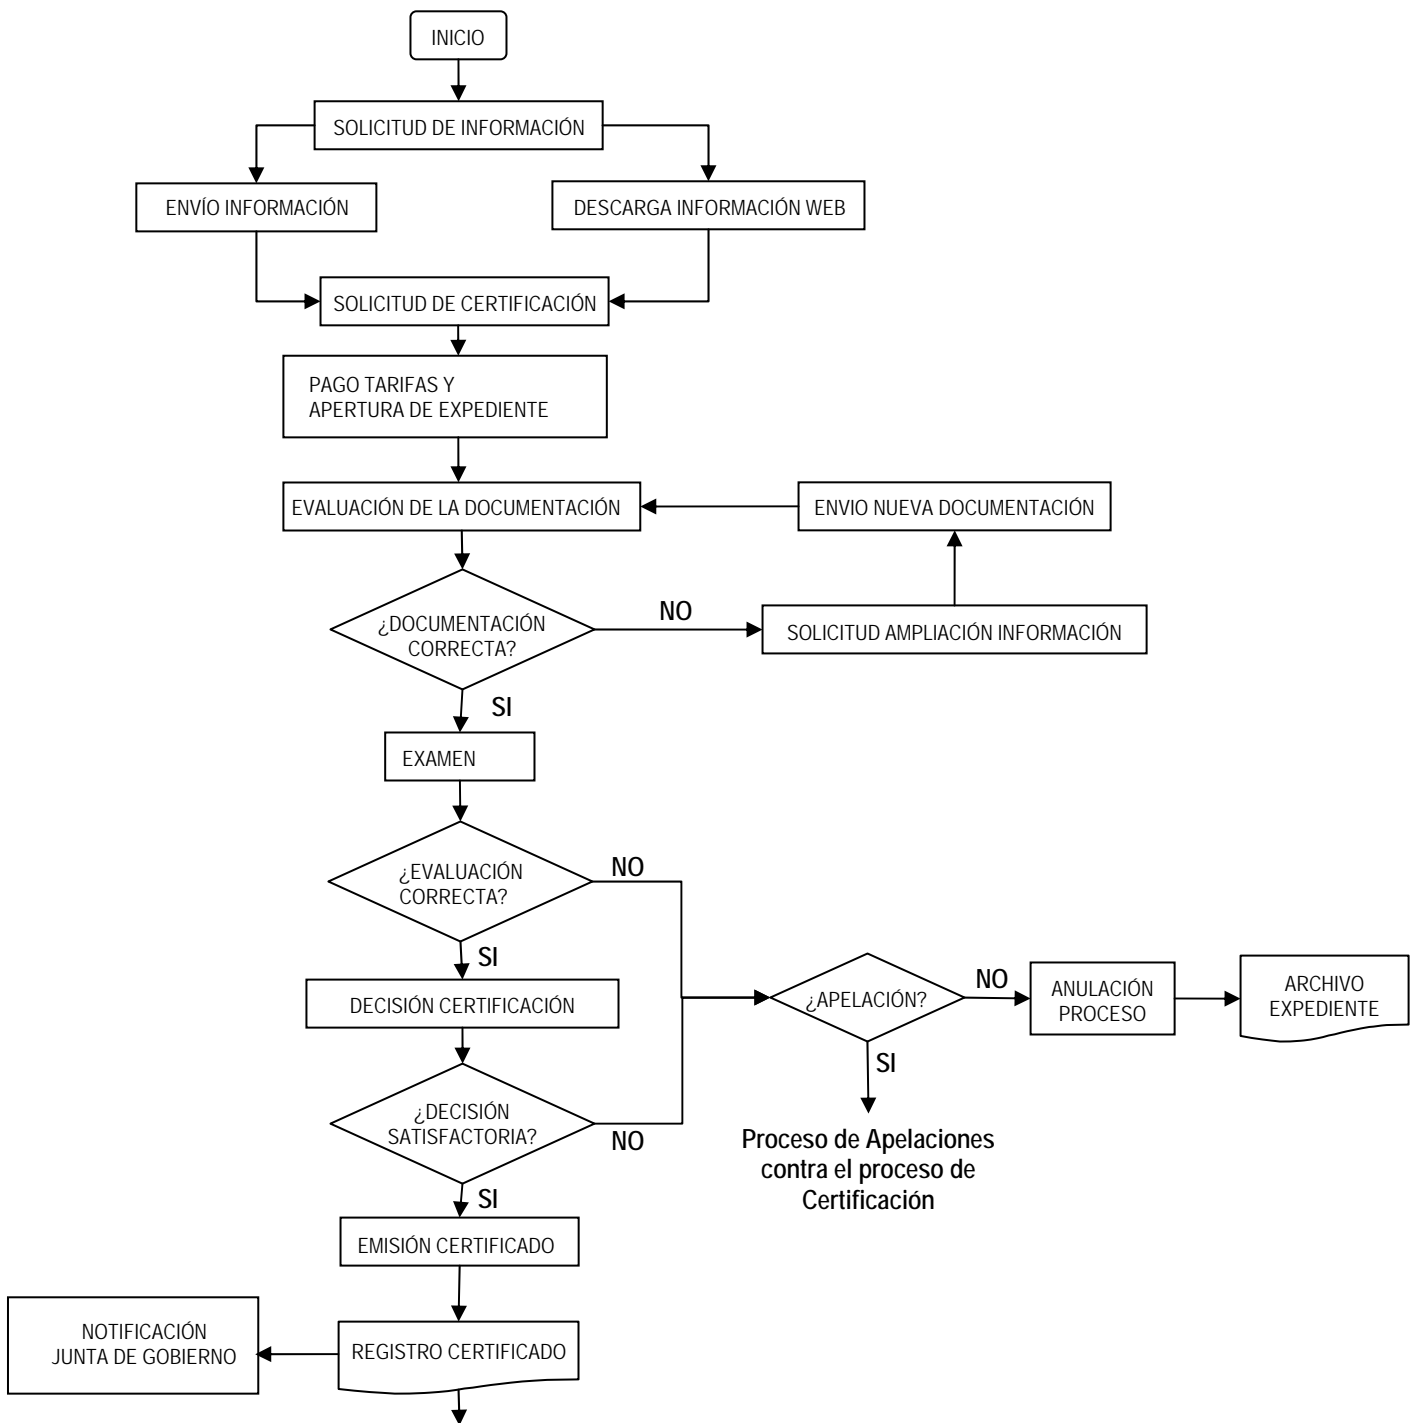 INICIO
SOLICITUD DE INFORMACIÓN
ENVÍO INFORMACIÓN
DESCARGA INFORMACIÓN WEB
SOLICITUD DE CERTIFICACIÓN
PAGO TARIFAS Y
APERTURA DE EXPEDIENTE
EVALUACIÓN DE LA DOCUMENTACIÓN
ENVIO NUEVA DOCUMENTACIÓN
¿DOCUMENTACIÓN
CORRECTA?
NO
SOLICITUD AMPLIACIÓN INFORMACIÓN
SI
EXAMEN
¿EVALUACIÓN
CORRECTA?
NO
SI
DECISIÓN CERTIFICACIÓN
¿APELACIÓN?
NO
ANULACIÓN
PROCESO
ARCHIVO
EXPEDIENTE
SI
¿DECISIÓN
SATISFACTORIA?
NO
Proceso de Apelaciones
contra el proceso de
Certificación
SI
EMISIÓN CERTIFICADO
NOTIFICACIÓN
JUNTA DE GOBIERNO
REGISTRO CERTIFICADO